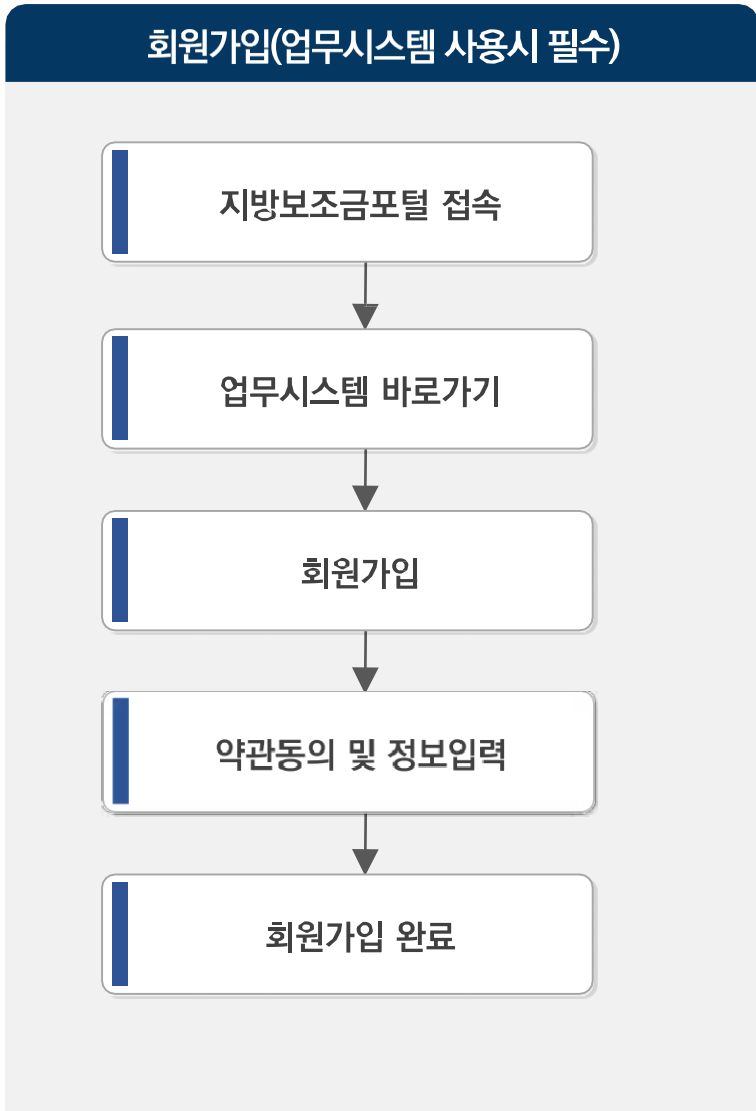 회원가입(업무시스템 사용시 필수)
지방보조금포털 접속
업무시스템 바로가기
회원가입
약관동의 및 정보입력
회원가입 완료